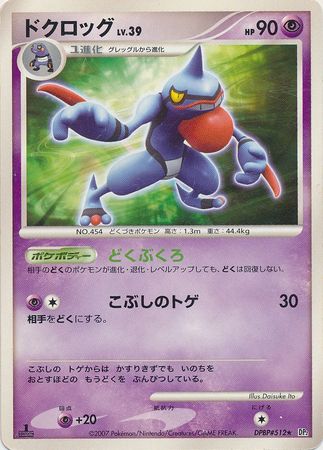 ドクロッグ LV.39 HP 90
1進化 グレッグルから進化
NO.454 どくづきポケモン 高さ：1.3m 重さ：44.4kg
ポケボディー どくぶくろ
相手のどくのポケモンが進化・退化・レベルアップしても、どくは回復しない。
こぶしのトゲ 30
相手をどくにする。
こぶしの トゲからは かすりきずでも いのちを
おとすほどの もうどくを ぶんぴつしている。
Illus.Daisuke Ito
弱点 抵抗力 にげる
+20
1 EDITION
©2007 Pokémon/Nintendo/Creatures/GAME FREAK.
DPBP#512★ DP3